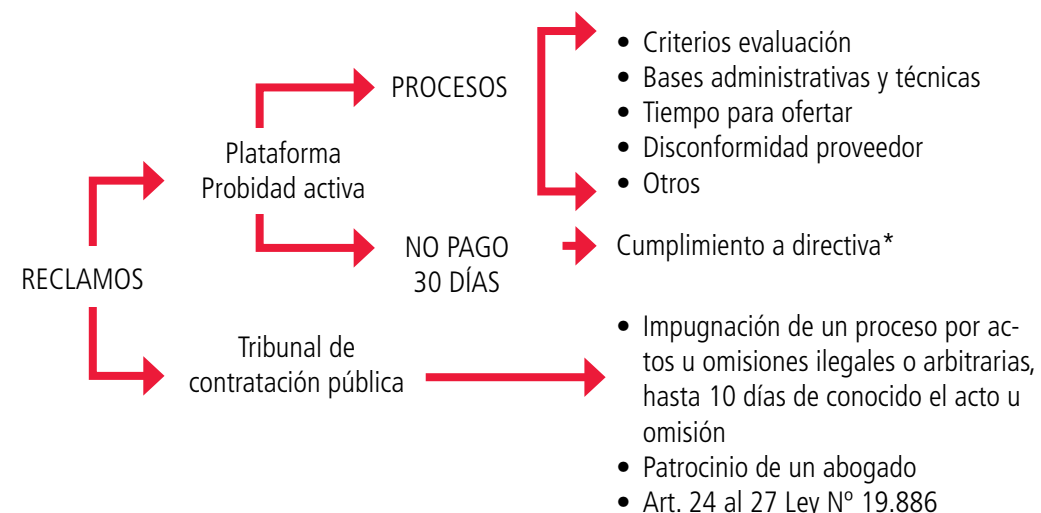 RECLAMOS
Plataforma
Probidad activa
PROCESOS
• Criterios evaluación
• Bases administrativas y técnicas
• Tiempo para ofertar
• Disconformidad proveedor
• Otros
NO PAGO
30 DÍAS
Cumplimiento a directiva*
Tribunal de
contratación pública
• Impugnación de un proceso por ac-
tos u omisiones ilegales o arbitrarias,
hasta 10 días de conocido el acto u
omisión
• Patrocinio de un abogado
• Art. 24 al 27 Ley Nº 19.886